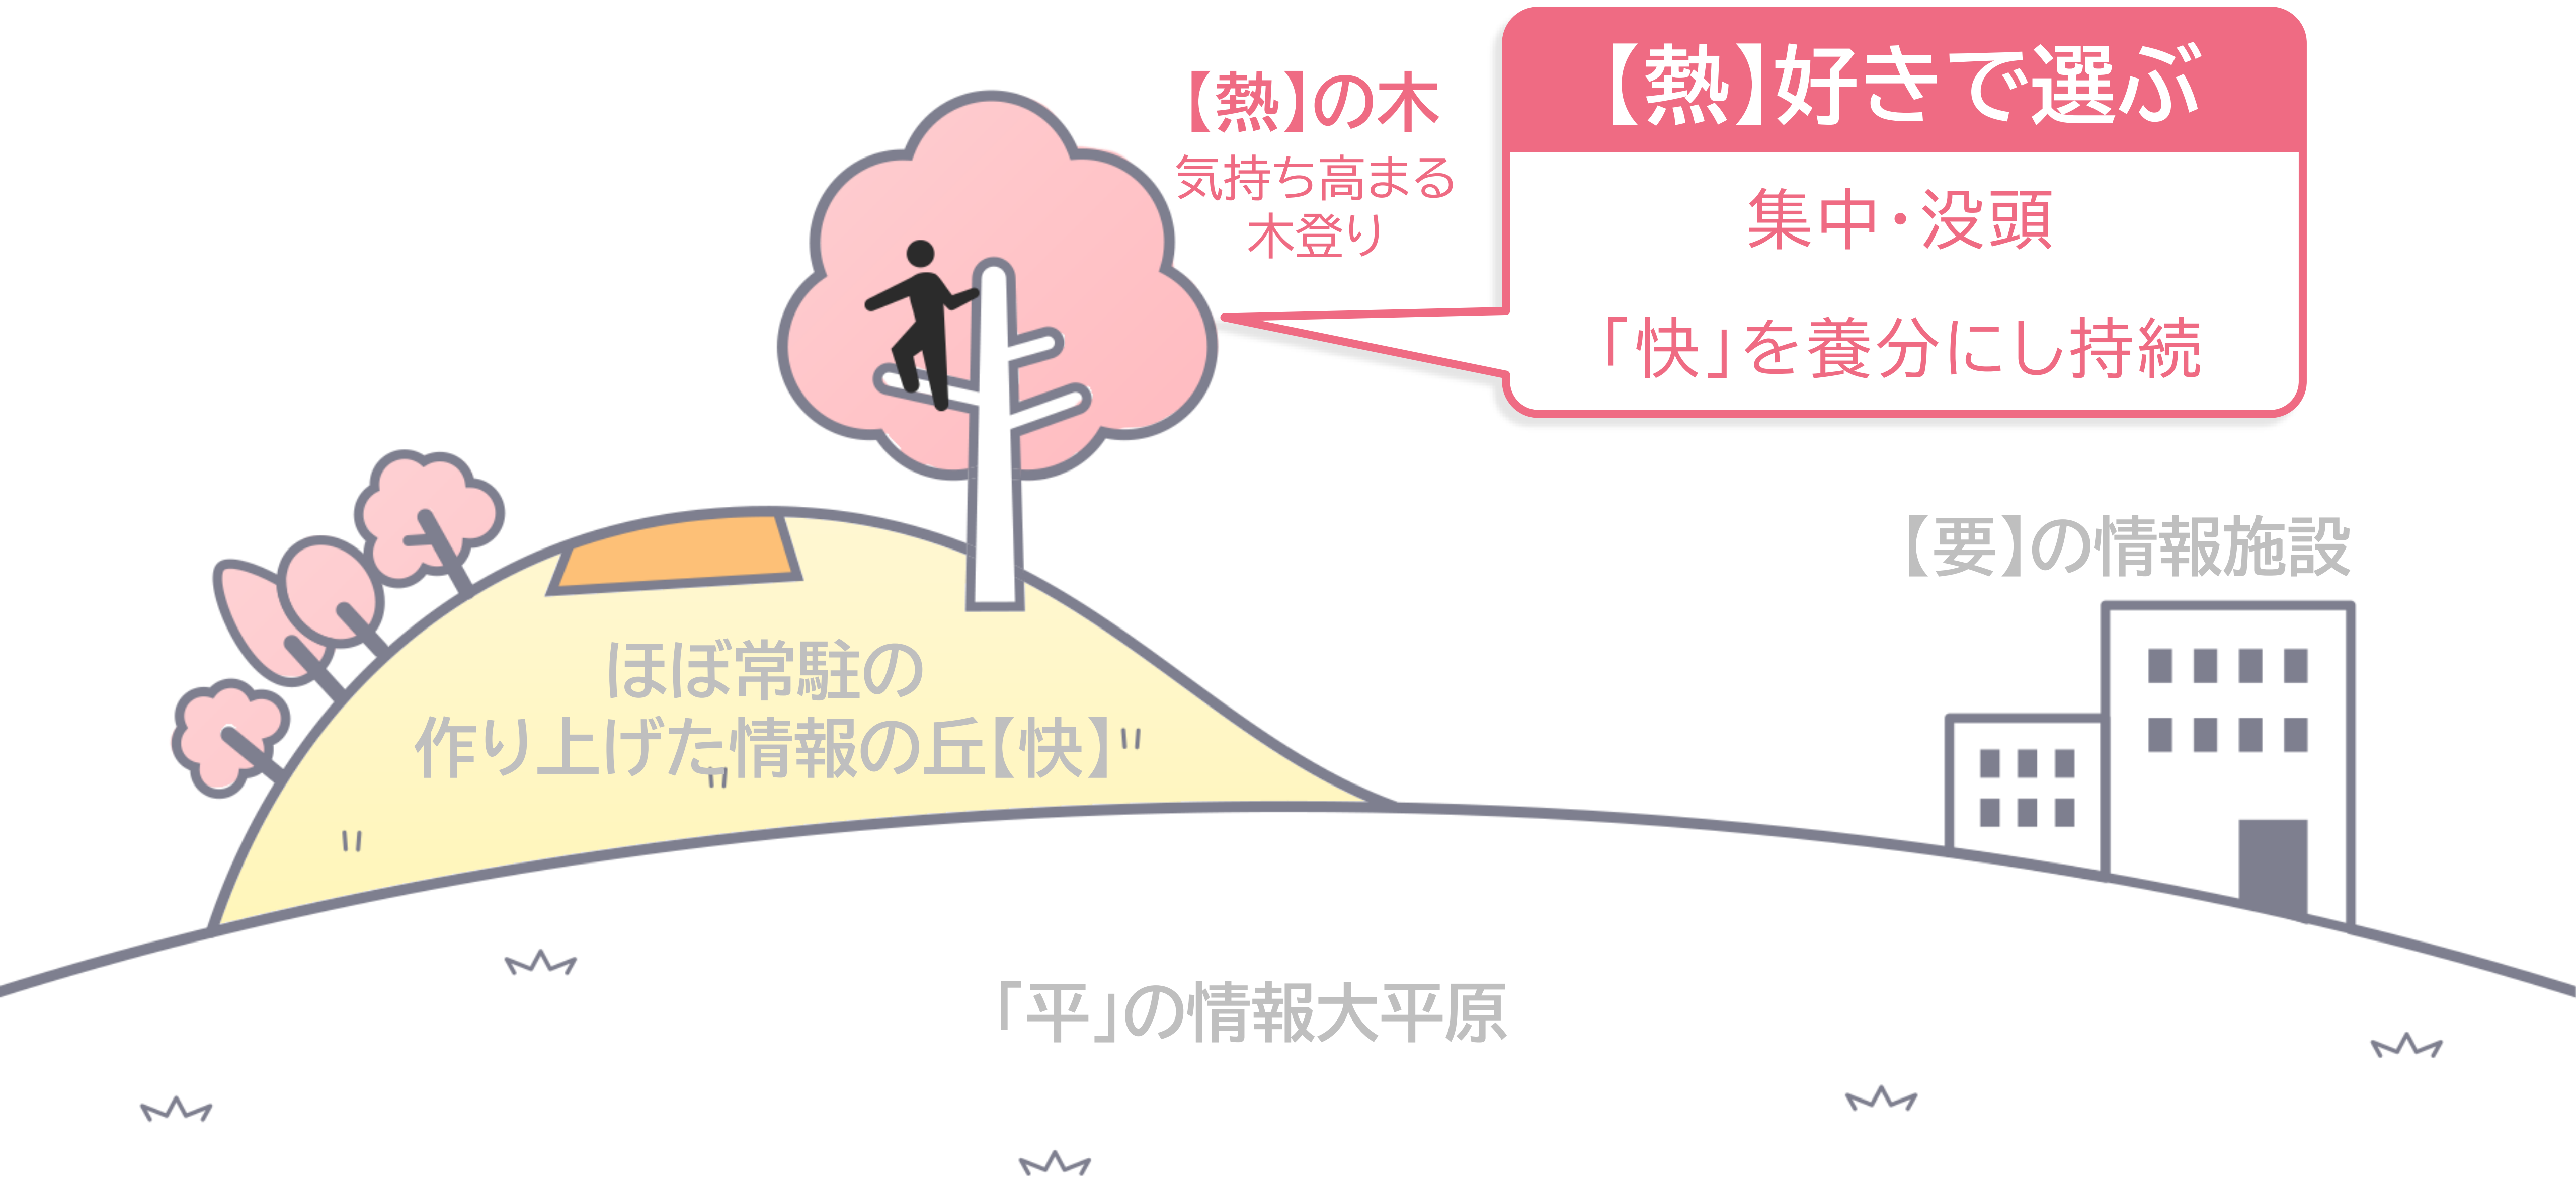 【熱】の木
気持ち高まる
木登り
【熱】好きで選ぶ
集中・没頭
「快」を養分にし持続
【要】の情報施設
ほぼ常駐の
作り上げた情報の丘【快】
「平」の情報大平原